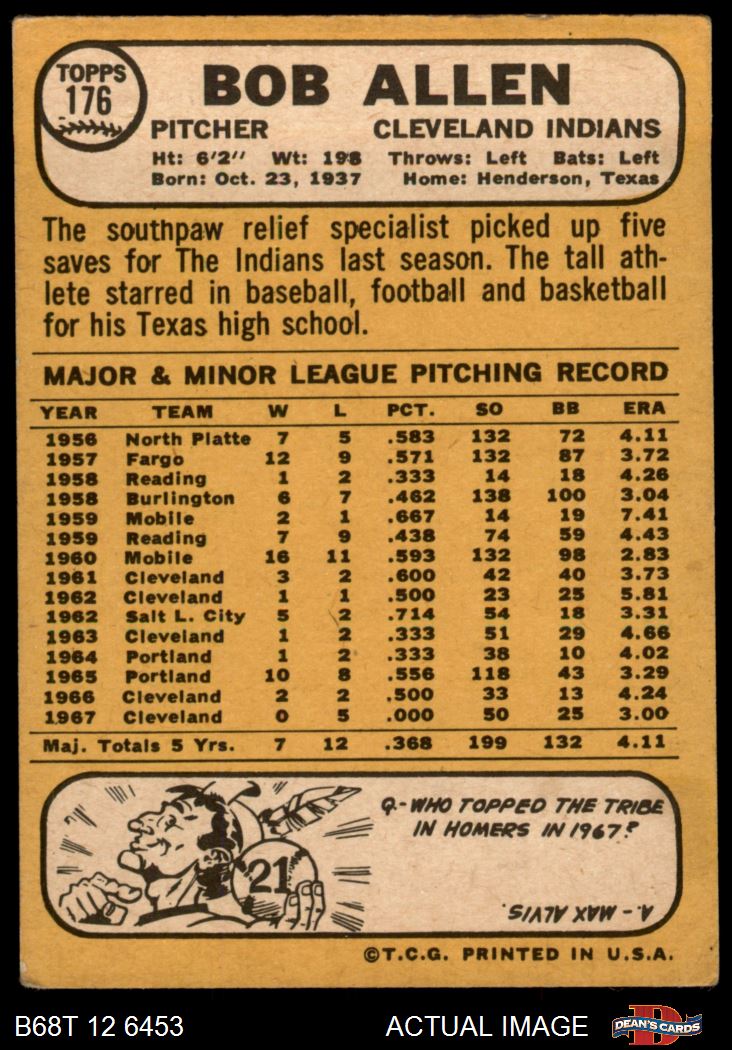 TOPPS
176
BOB ALLEN
PITCHER CLEVELAND INDIANS
Ht: 6'2" Wt: 198 Throws: Left Bats: Left
Born: Oct. 23, 1937 Home: Henderson, Texas
The southpaw relief specialist picked up five
saves for The Indians last season. The tall ath-
lete starred in baseball, football and basketball
for his Texas high school.
MAJOR & MINOR LEAGUE PITCHING RECORD
YEAR TEAM W L PCT. SO BB ERA
1956 North Platte 7 5 .583 132 72 4.11
1957 Fargo 12 9 .571 132 87 3.72
1958 Reading 1 2 .333 14 18 4.26
1958 Burlington 6 7 .462 138 100 3.04
1959 Mobile 2 1 .667 14 19 7.41
1959 Reading 7 9 .438 74 59 4.43
1960 Mobile 16 11 .593 132 98 2.83
1961 Cleveland 3 2 .600 42 40 3.73
1962 Cleveland 1 1 .500 23 25 5.81
1962 Salt L. City 5 2 .714 54 18 3.31
1963 Cleveland 1 2 .333 51 29 4.66
1964 Portland 1 2 .333 38 10 4.02
1965 Portland 10 8 .556 118 43 3.29
1966 Cleveland 2 2 .500 33 13 4.24
1967 Cleveland 0 5 .000 50 25 3.00
Maj. Totals 5 Yrs. 7 12 .368 199 132 4.11
Q.-WHO TOPPED THE TRIBE
IN HOMERS IN 1967?
21
A. MAX ALVIS.
©T.C.G. PRINTED IN U.S.A.
B68T 12 6453 ACTUAL IMAGE
D
DEAN'S CARDS